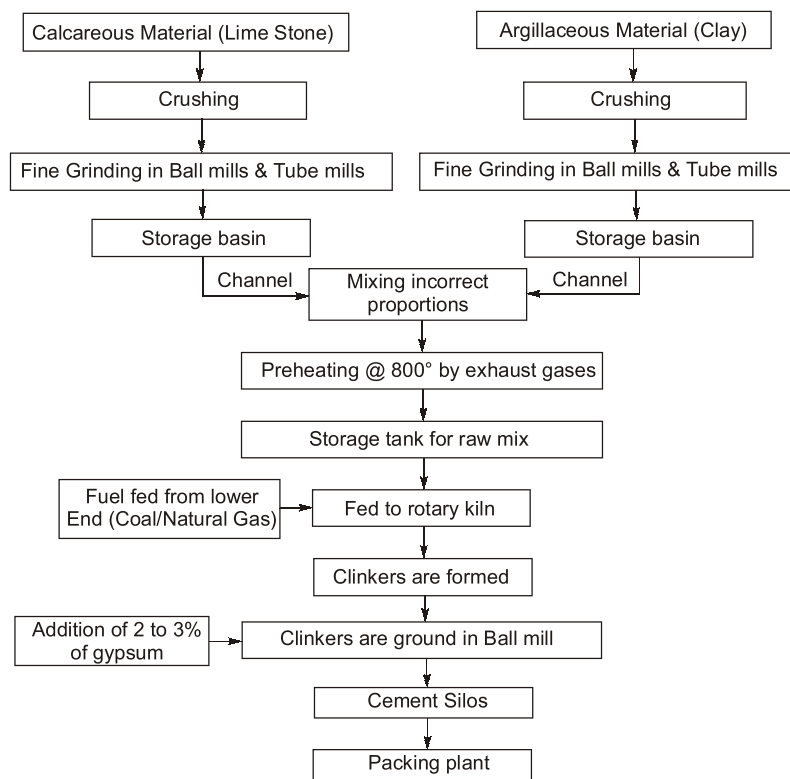 Calcareous Material (Lime Stone)
Argillaceous Material (Clay)
Crushing
Crushing
Fine Grinding in Ball mills & Tube mills
Fine Grinding in Ball mills & Tube mills
Storage basin
Storage basin
Channel
Channel
Mixing incorrect
proportions
Preheating @ 800° by exhaust gases
Storage tank for raw mix
Fuel fed from lower
End (Coal/Natural Gas)
Fed to rotary kiln
Clinkers are formed
Addition of 2 to 3%
of gypsum
Clinkers are ground in Ball mill
Cement Silos
Packing plant